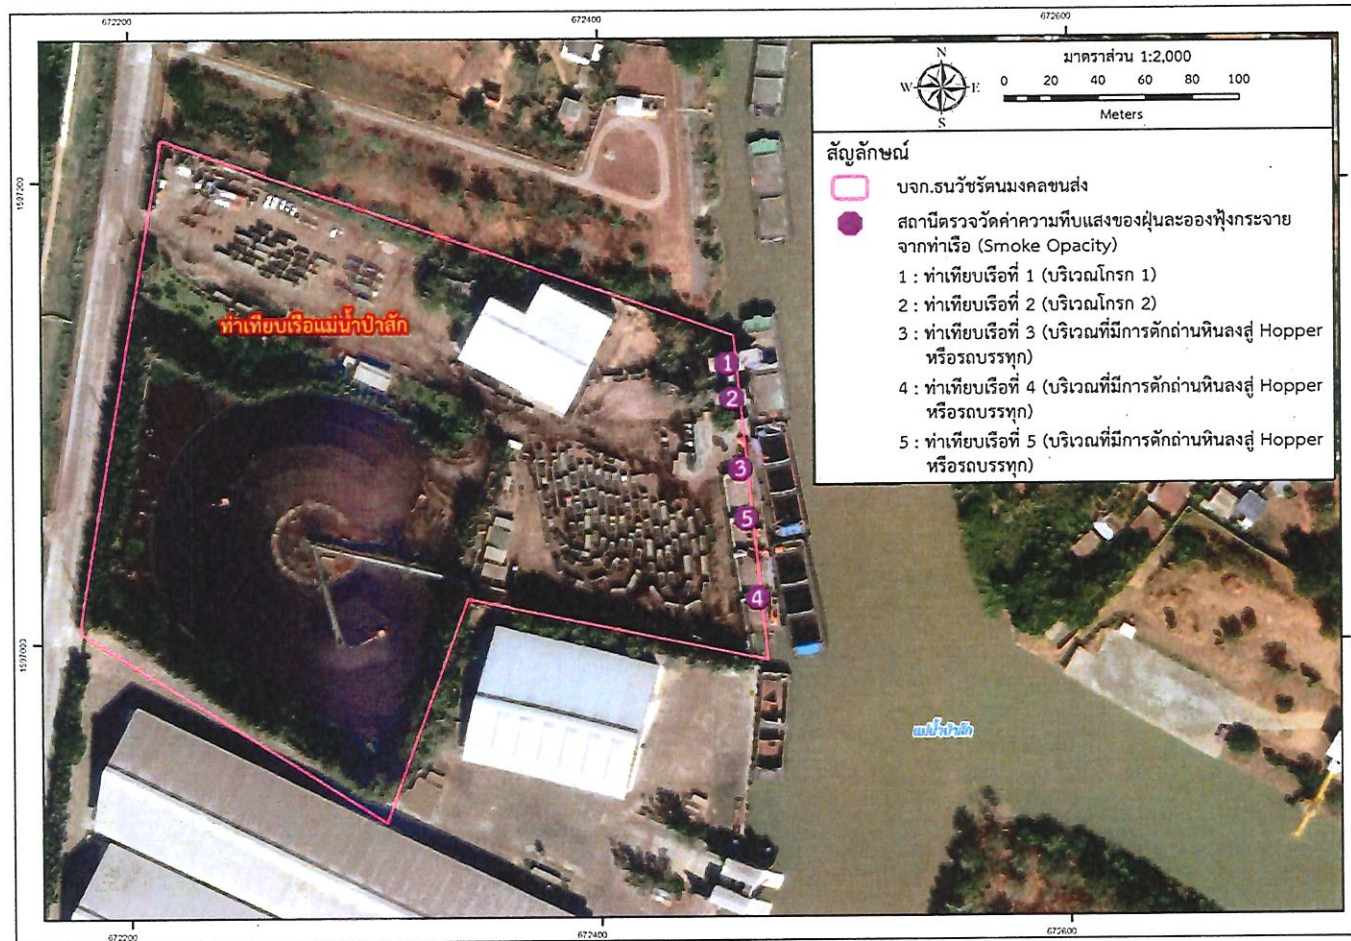 672200
672400
672600
N
W
E
S
มาตราส่วน 1:2,000
0 20 40 60 80 100
Meters
สัญลักษณ์
บจก.ธนวัชรัตนมงคลขนส่ง
สถานีตรวจวัดค่าความทึบแสงของฝุ่นละอองฟุ้งกระจาย
จากท่าเรือ (Smoke Opacity)
1 : ท่าเทียบเรือที่ 1 (บริเวณโกรก 1)
2 : ท่าเทียบเรือที่ 2 (บริเวณโกรก 2)
3 : ท่าเทียบเรือที่ 3 (บริเวณที่มีการตักถ่านหินลงสู่ Hopper
หรือรถบรรทุก)
4 : ท่าเทียบเรือที่ 4 (บริเวณที่มีการตักถ่านหินลงสู่ Hopper
หรือรถบรรทุก)
5 : ท่าเทียบเรือที่ 5 (บริเวณที่มีการตักถ่านหินลงสู่ Hopper
หรือรถบรรทุก)
1597200
ท่าเทียบเรือแม่น้ำป่าสัก
1
2
3
5
4
1597000
แม่น้ำป่าสัก
672200
672400
672600